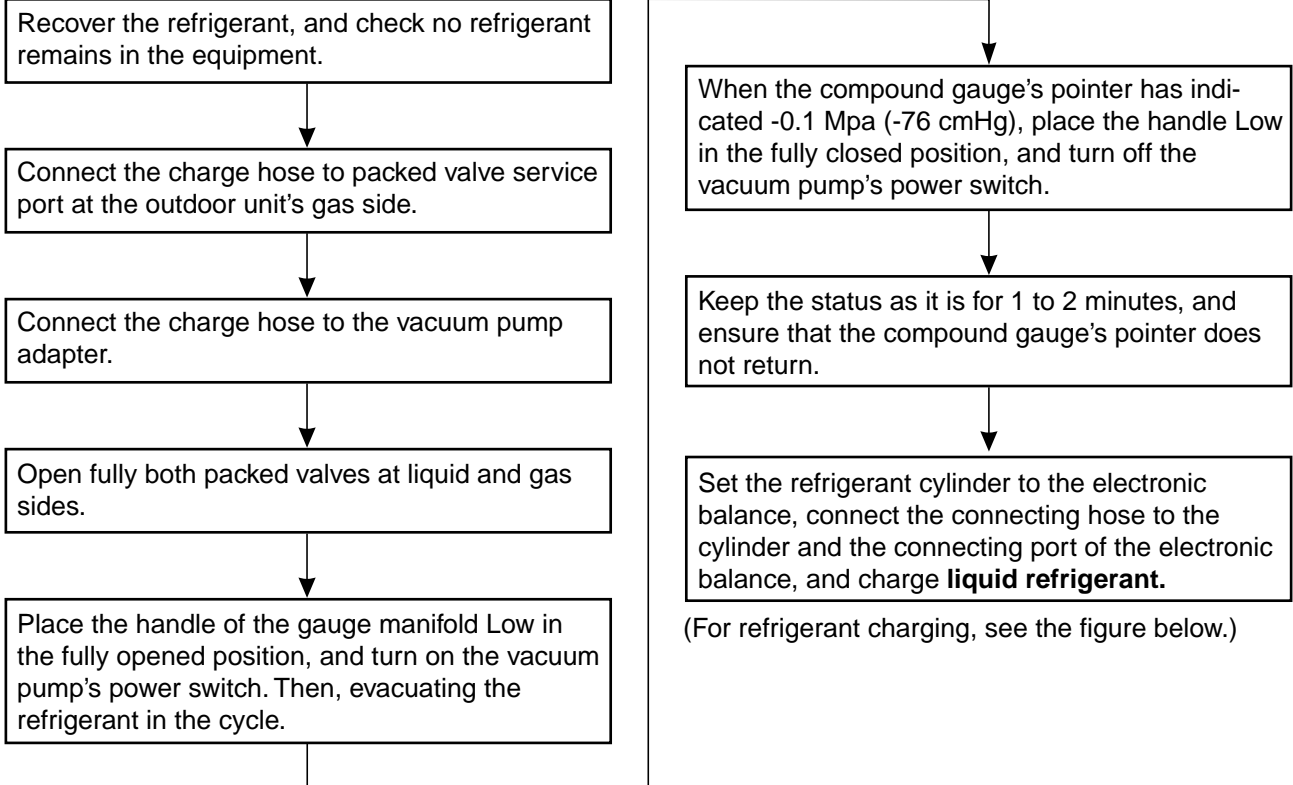 Recover the refrigerant, and check no refrigerant
remains in the equipment.
Connect the charge hose to packed valve service
port at the outdoor unit’s gas side.
Connect the charge hose to the vacuum pump
adapter.
Open fully both packed valves at liquid and gas
sides.
Place the handle of the gauge manifold Low in
the fully opened position, and turn on the vacuum
pump’s power switch. Then, evacuating the
refrigerant in the cycle.
When the compound gauge’s pointer has indi-
cated -0.1 Mpa (-76 cmHg), place the handle Low
in the fully closed position, and turn off the
vacuum pump’s power switch.
Keep the status as it is for 1 to 2 minutes, and
ensure that the compound gauge’s pointer does
not return.
Set the refrigerant cylinder to the electronic
balance, connect the connecting hose to the
cylinder and the connecting port of the electronic
balance, and charge liquid refrigerant.
(For refrigerant charging, see the figure below.)